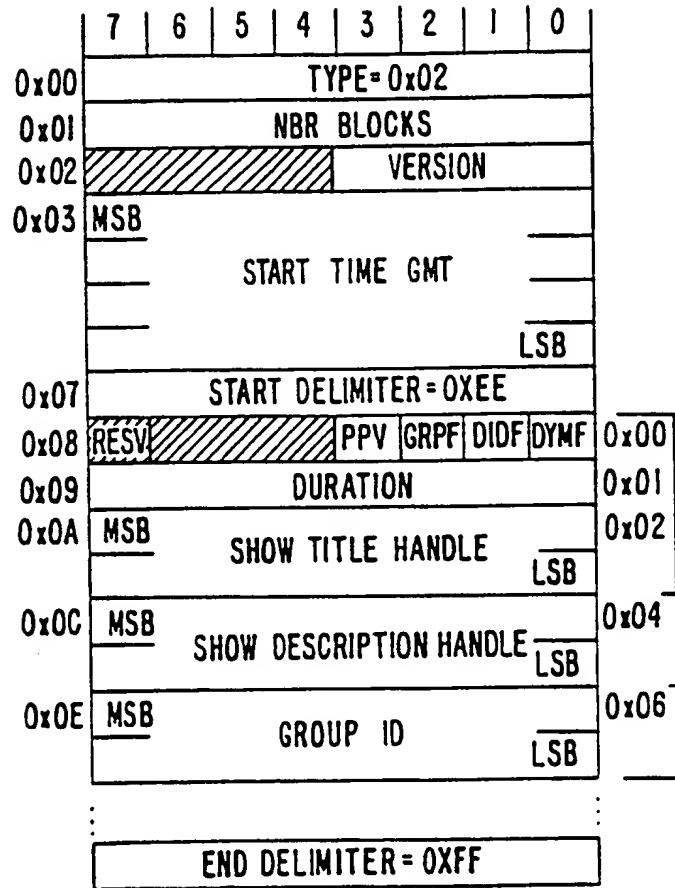 7 6 5 4 3 2 1 0
0x00 TYPE=0x02
0x01 NBR BLOCKS
0x02 VERSION
0x03 MSB
START TIME GMT
LSB
0x07 START DELIMITER=0XEE
0x08 RESV PPV GRPF DIDF DYMF 0x00
0x09 DURATION 0x01
0x0A MSB 0x02
SHOW TITLE HANDLE
LSB
0x0C MSB 0x04
SHOW DESCRIPTION HANDLE
LSB
0x0E MSB 0x06
GROUP ID
LSB
END DELIMITER=0XFF